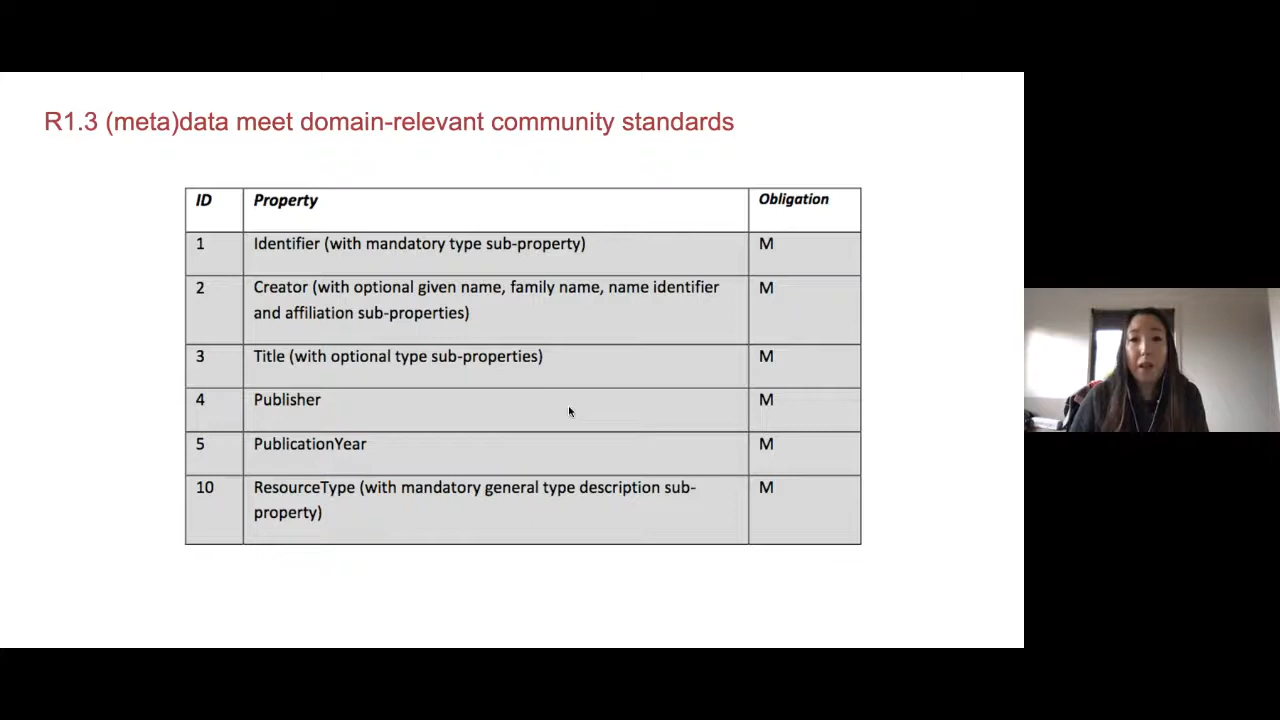 R1.3 (meta)data meet domain-relevant community standards
ID Property Obligation
1 Identifier (with mandatory type sub-property) M
2 Creator (with optional given name, family name, name identifier M
and affiliation sub-properties)
3 Title (with optional type sub-properties) M
4 Publisher M
5 PublicationYear M
10 ResourceType (with mandatory general type description sub- M
property)